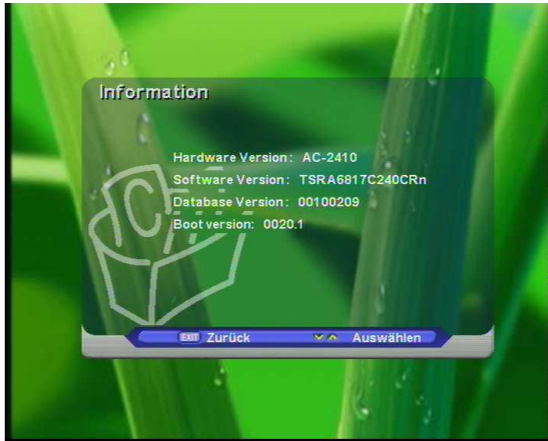 Information
Hardware Version: AC-2410
Software Version: TSRA6817C240CRn
Database Version: 00100209
Boot version: 0020.1
EXIT Zurück Auswählen